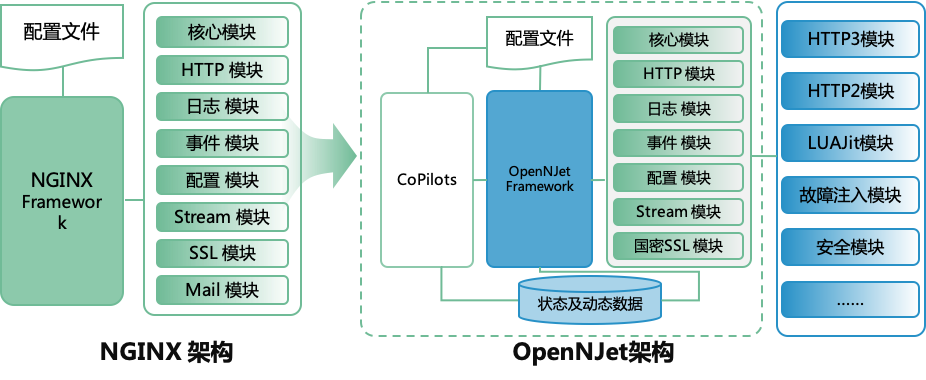 配置文件
NGINX
Framewor
k
核心模块
HTTP 模块
日志 模块
事件 模块
配置 模块
Stream 模块
SSL 模块
Mail 模块
NGINX 架构
配置文件
CoPilots
OpenNJet
Framework
核心模块
HTTP 模块
日志 模块
事件 模块
配置 模块
Stream 模块
国密SSL 模块
状态及动态数据
OpenNJet架构
HTTP3模块
HTTP2模块
LUAJit模块
故障注入模块
安全模块
......